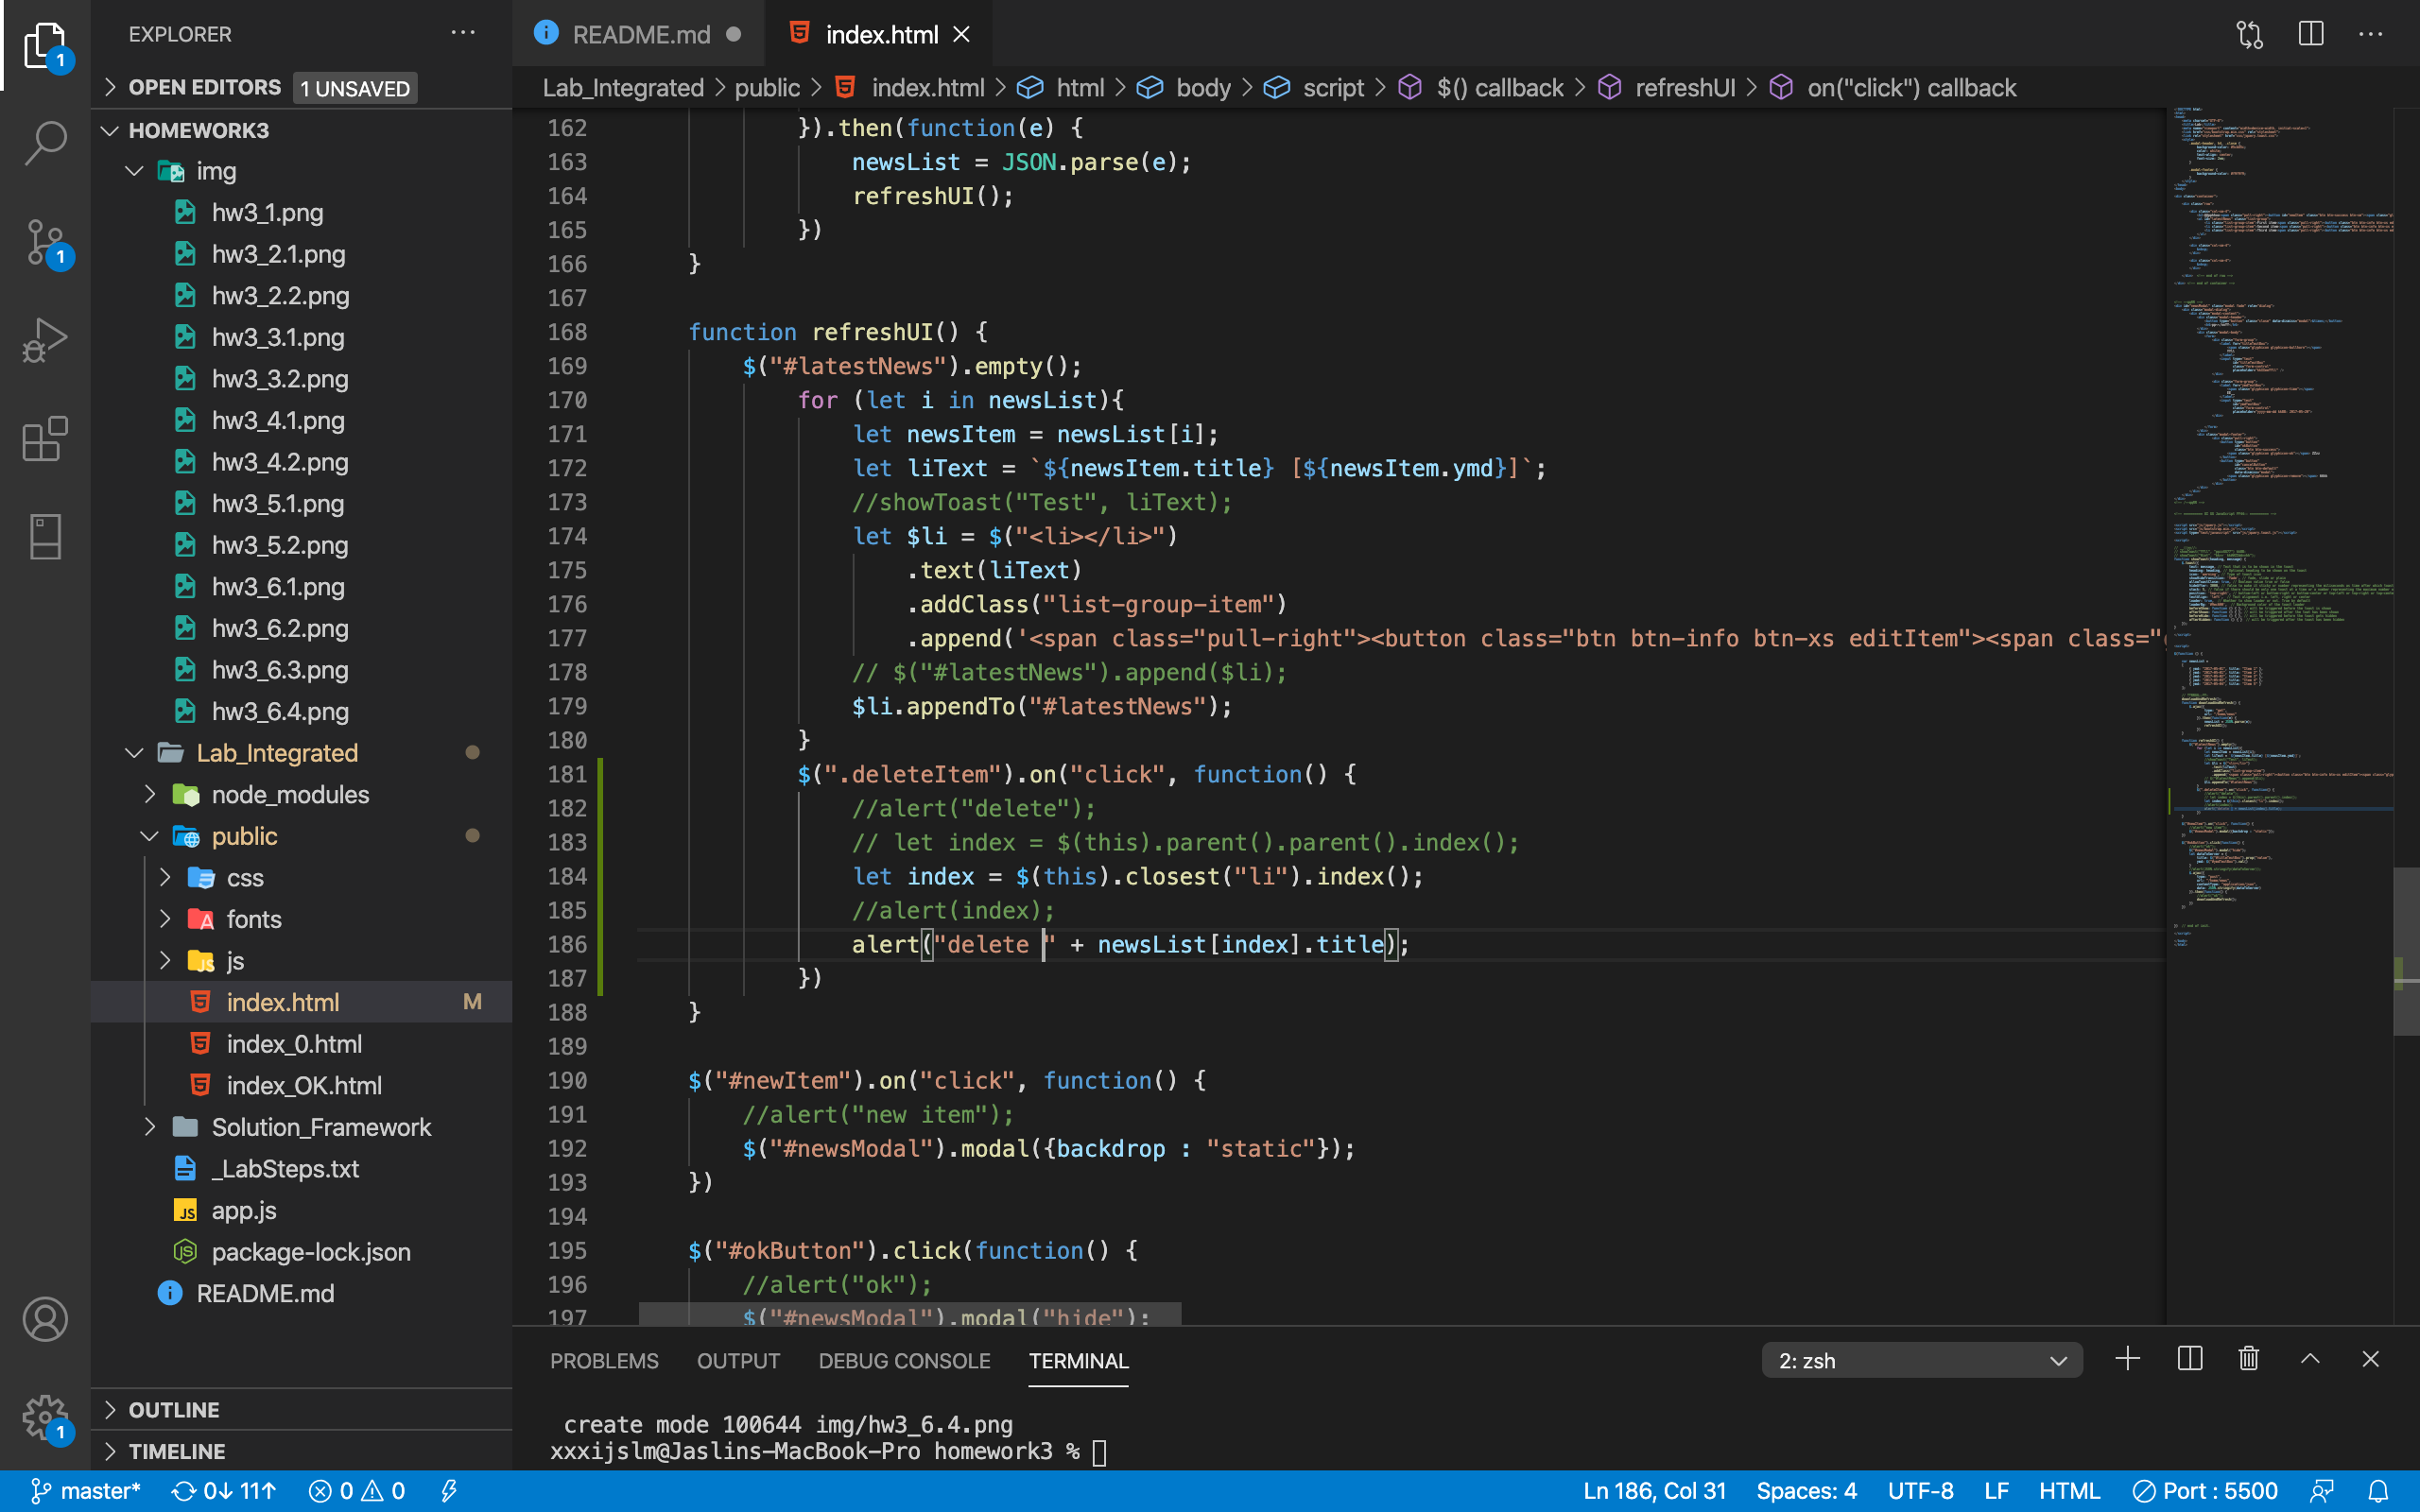 EXPLORER
OPEN EDITORS 1 UNSAVED
HOMEWORK3
img
hw3_1.png
hw3_2.1.png
hw3_2.2.png
hw3_3.1.png
hw3_3.2.png
hw3_4.1.png
hw3_4.2.png
hw3_5.1.png
hw3_5.2.png
hw3_6.1.png
hw3_6.2.png
hw3_6.3.png
hw3_6.4.png
Lab_Integrated
node_modules
public
css
fonts
js
index.html M
index_0.html
index_OK.html
Solution_Framework
_LabSteps.txt
app.js
package-lock.json
README.md
OUTLINE
TIMELINE
1
1
1
README.md
index.html
Lab_Integrated > public > index.html > html > body > script > $() callback > refreshUI > on("click") callback
162 }).then(function(e) {
163 newsList = JSON.parse(e);
164 refreshUI();
165 })
166 }
167
168 function refreshUI() {
169 $("#latestNews").empty();
170 for (let i in newsList){
171 let newsItem = newsList[i];
172 let liText = `${newsItem.title} [${newsItem.ymd}]`;
173 //showToast("Test", liText);
174 let $li = $("<li></li>")
175 .text(liText)
176 .addClass("list-group-item")
177 .append('<span class="pull-right"><button class="btn btn-info btn-xs editItem"><span class="
178 // $("#latestNews").append($li);
179 $li.appendTo("#latestNews");
180 }
181 $(".deleteItem").on("click", function() {
182 //alert("delete");
183 // let index = $(this).parent().parent().index();
184 let index = $(this).closest("li").index();
185 //alert(index);
186 alert("delete " + newsList[index].title);
187 })
188 }
189
190 $("#newItem").on("click", function() {
191 //alert("new item");
192 $("#newsModal").modal({backdrop : "static"});
193 })
194
195 $("#okButton").click(function() {
196 //alert("ok");
197 $("#newsModal").modal("hide");
PROBLEMS OUTPUT DEBUG CONSOLE TERMINAL 2: zsh
create mode 100644 img/hw3_6.4.png
xxxijslm@Jaslins-MacBook-Pro homework3 %
master* 0↓ 11↑ 0 0 Ln 186, Col 31 Spaces: 4 UTF-8 LF HTML Port : 5500